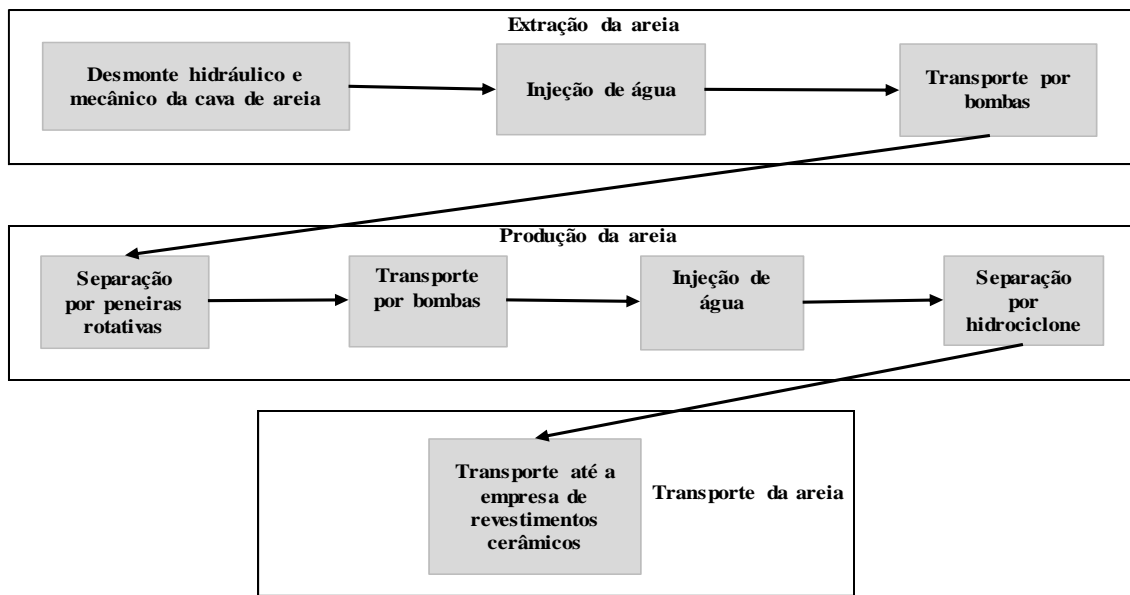 Extração da areia
Desmonte hidráulico e
mecânico da cava de areia
Injeção de água
Transporte por
bombas
Produção da areia
Separação
por peneiras
rotativas
Transporte
por bombas
Injeção de
água
Separação
por
hidrociclone
Transporte até a
empresa de
revestimentos
cerâmicos
Transporte da areia